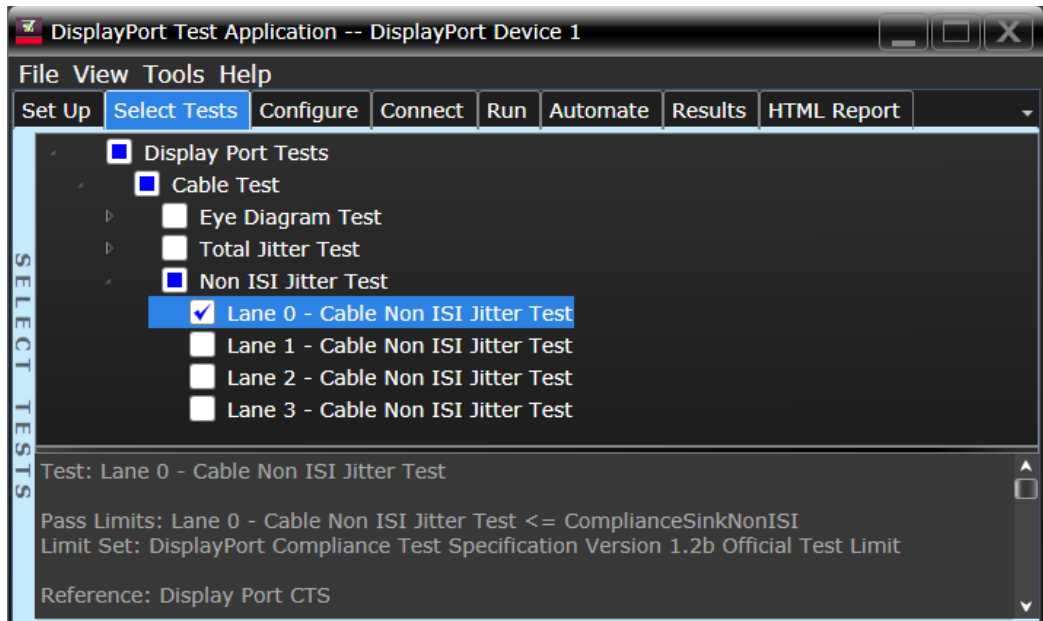 DisplayPort Test Application -- DisplayPort Device 1
File View Tools Help
Set Up Select Tests Configure Connect Run Automate Results HTML Report
SELECT TESTS
Display Port Tests
Cable Test
Eye Diagram Test
Total Jitter Test
Non ISI Jitter Test
Lane 0 - Cable Non ISI Jitter Test
Lane 1 - Cable Non ISI Jitter Test
Lane 2 - Cable Non ISI Jitter Test
Lane 3 - Cable Non ISI Jitter Test
Test: Lane 0 - Cable Non ISI Jitter Test
Pass Limits: Lane 0 - Cable Non ISI Jitter Test <= ComplianceSinkNonISI
Limit Set: DisplayPort Compliance Test Specification Version 1.2b Official Test Limit
Reference: Display Port CTS